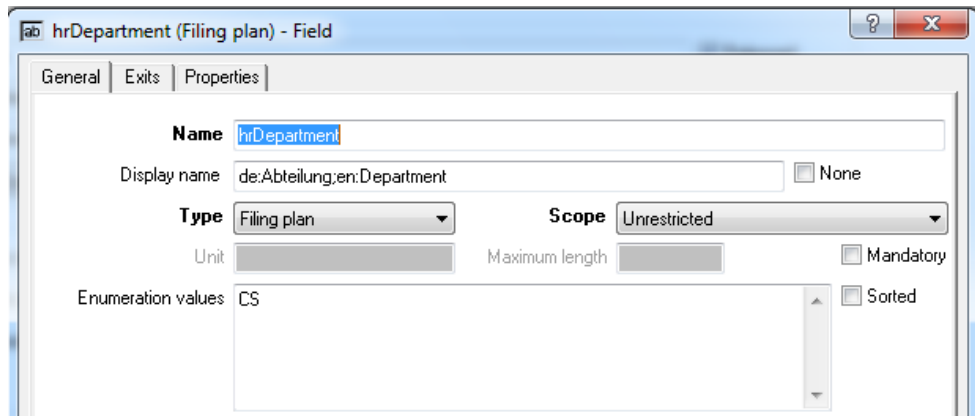 ab hrDepartment (Filing plan) - Field ? X
General Exits Properties
Name hrDepartment
Display name de:Abteilung;en:Department None
Type Filing plan Scope Unrestricted
Unit Maximum length Mandatory
Enumeration values CS Sorted